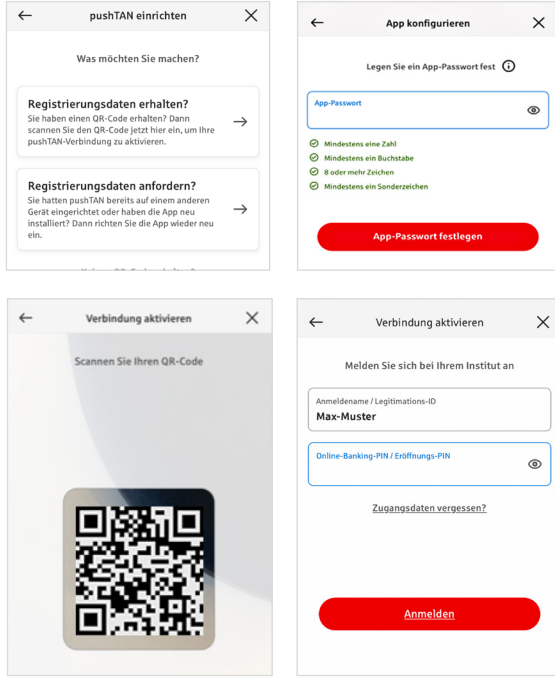 pushTAN einrichten
Was möchten Sie machen?
Registrierungsdaten erhalten?
Sie haben einen QR-Code erhalten? Dann
scannen Sie den QR-Code jetzt hier ein, um Ihre
pushTAN-Verbindung zu aktivieren.
Registrierungsdaten anfordern?
Sie hatten pushTAN bereits auf einem anderen
Gerät eingerichtet oder haben die App neu
installiert? Dann richten Sie die App wieder neu
ein.
App konfigurieren
Legen Sie ein App-Passwort fest
App-Passwort
Mindestens eine Zahl
Mindestens ein Buchstabe
8 oder mehr Zeichen
Mindestens ein Sonderzeichen
App-Passwort festlegen
Verbindung aktivieren
Scannen Sie Ihren QR-Code
Verbindung aktivieren
Melden Sie sich bei Ihrem Institut an
Anmeldename / Legitimations-ID
Max-Muster
Online-Banking-PIN / Eröffnungs-PIN
Zugangsdaten vergessen?
Anmelden